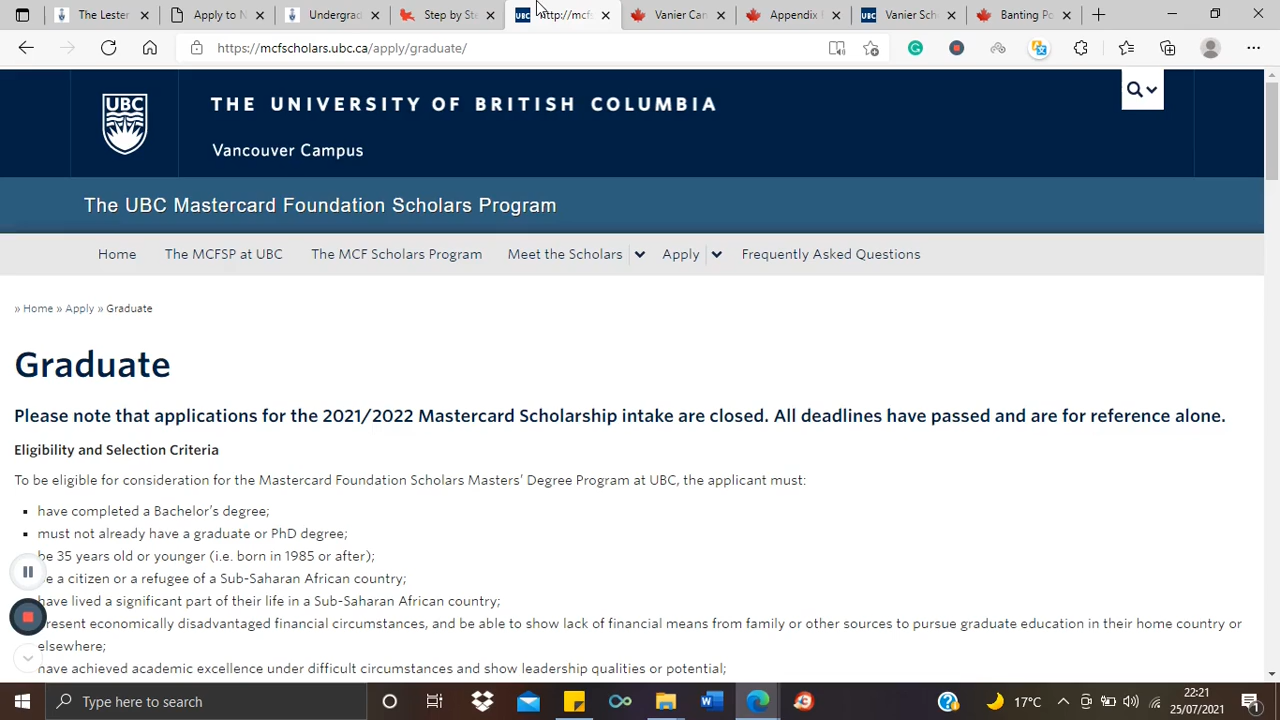 The Lester
Apply to N
Undergrad
Step by Ste
http://mcfs
Vanier Can
Appendix
Vanier Sch
Banting Po
https://mcfscholars.ubc.ca/apply/graduate/
UBC
THE UNIVERSITY OF BRITISH COLUMBIA
Vancouver Campus
The UBC Mastercard Foundation Scholars Program
Home The MCFSP at UBC The MCF Scholars Program Meet the Scholars Apply Frequently Asked Questions
» Home » Apply » Graduate
Graduate
Please note that applications for the 2021/2022 Mastercard Scholarship intake are closed. All deadlines have passed and are for reference alone.
Eligibility and Selection Criteria
To be eligible for consideration for the Mastercard Foundation Scholars Masters' Degree Program at UBC, the applicant must:
have completed a Bachelor's degree;
must not already have a graduate or PhD degree;
be 35 years old or younger (i.e. born in 1985 or after);
e a citizen or a refugee of a Sub-Saharan African country;
have lived a significant part of their life in a Sub-Saharan African country;
resent economically disadvantaged financial circumstances, and be able to show lack of financial means from family or other sources to pursue graduate education in their home country or
elsewhere;
have achieved academic excellence under difficult circumstances and show leadership qualities or potential;
Type here to search
17°C
22:21
25/07/2021